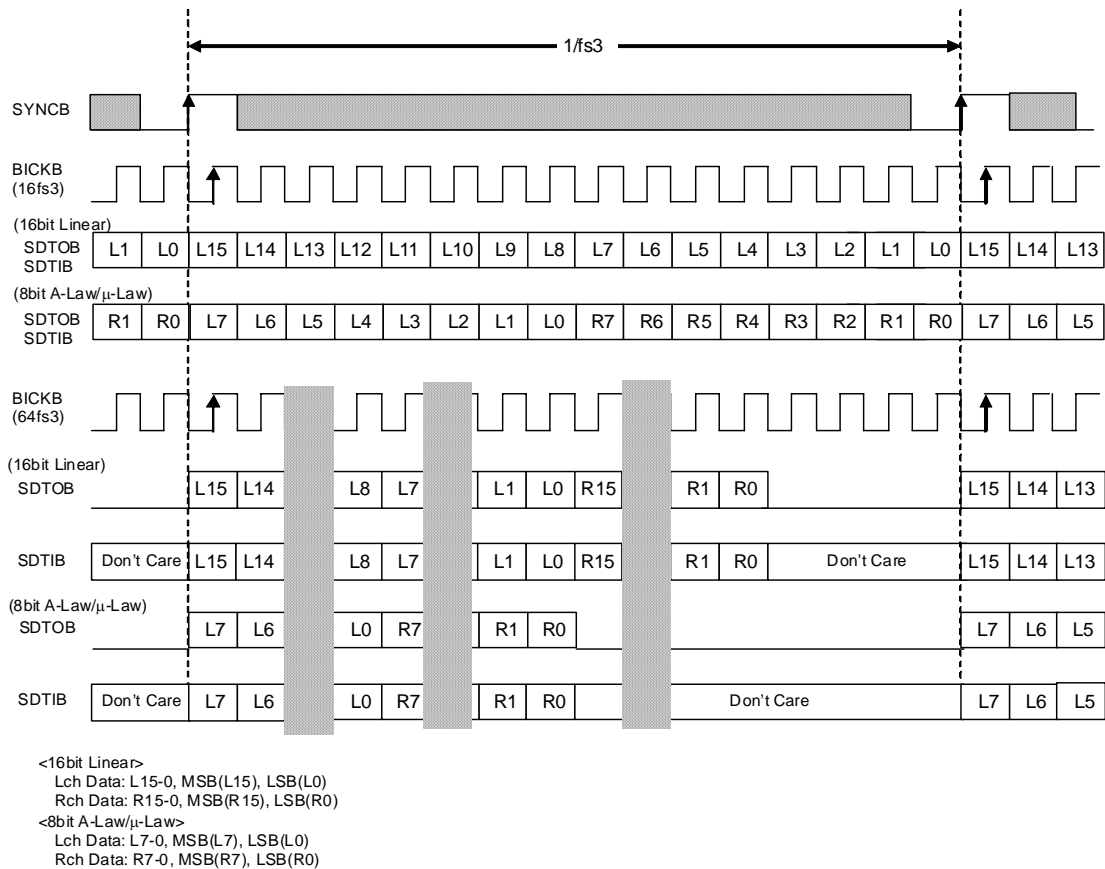 1/fs3
SYNCB
BICKB
(16fs3)
(16bit Linear)
SDTOB
SDTIB
L1 L0 L15 L14 L13 L12 L11 L10 L9 L8 L7 L6 L5 L4 L3 L2 L1 L0 L15 L14 L13
(8bit A-Law/μ-Law)
SDTOB
SDTIB
R1 R0 L7 L6 L5 L4 L3 L2 L1 L0 R7 R6 R5 R4 R3 R2 R1 R0 L7 L6 L5
BICKB
(64fs3)
(16bit Linear)
SDTOB L15 L14 L8 L7 L1 L0 R15 R1 R0 L15 L14 L13
SDTIB Don't Care L15 L14 L8 L7 L1 L0 R15 R1 R0 Don't Care L15 L14 L13
(8bit A-Law/μ-Law)
SDTOB L7 L6 L0 R7 R1 R0 L7 L6 L5
SDTIB Don't Care L7 L6 L0 R7 R1 R0 Don't Care L7 L6 L5
<16bit Linear>
Lch Data: L15-0, MSB(L15), LSB(L0)
Rch Data: R15-0, MSB(R15), LSB(R0)
<8bit A-Law/μ-Law>
Lch Data: L7-0, MSB(L7), LSB(L0)
Rch Data: R7-0, MSB(R7), LSB(R0)